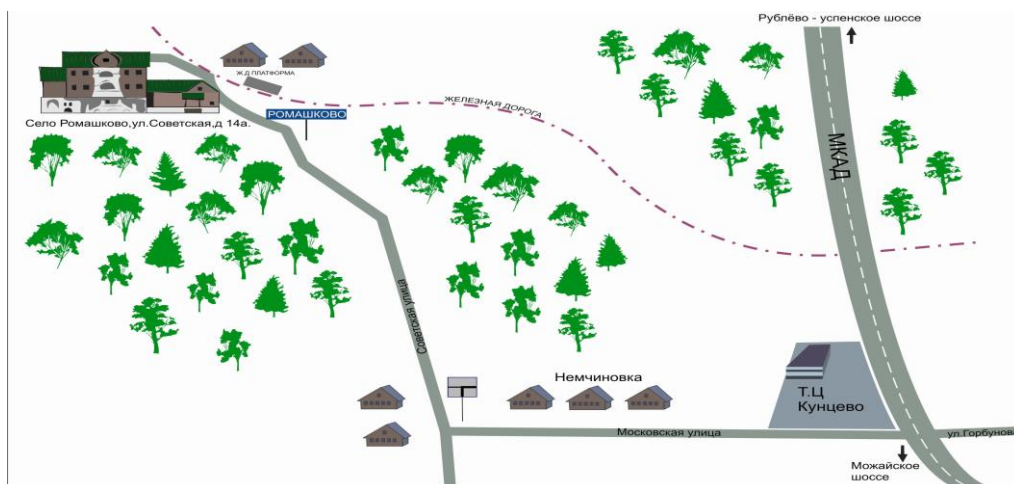 Рублёво - успенское шоссе
Ж.Д ПЛАТФОРМА
ЖЕЛЕЗНАЯ ДОРОГА
РОМАШКОВО
Село Ромашково,ул.Советская,д 14а.
МКАД
Советская улица
Немчиновка
Т.Ц
Кунцево
Московская улица
ул.Горбунова
Можайское
шоссе